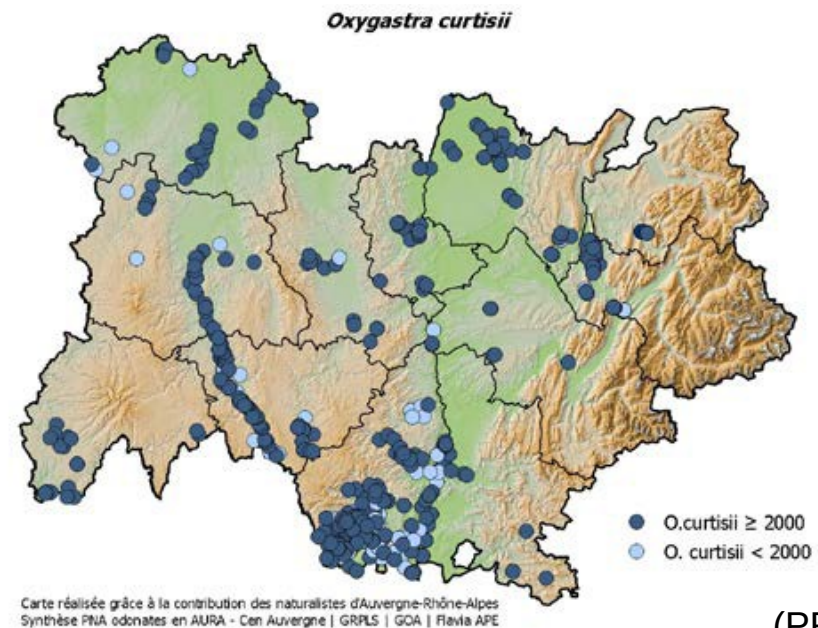 Oxygastra curtisii
O.curtisii ≥ 2000
O. curtisii < 2000
Carte réalisée grâce à la contribution des naturalistes d'Auvergne-Rhône-Alpes
Synthèse PNA odonates en AURA - Cen Auvergne | GRPLS | GOA | Flavia APE